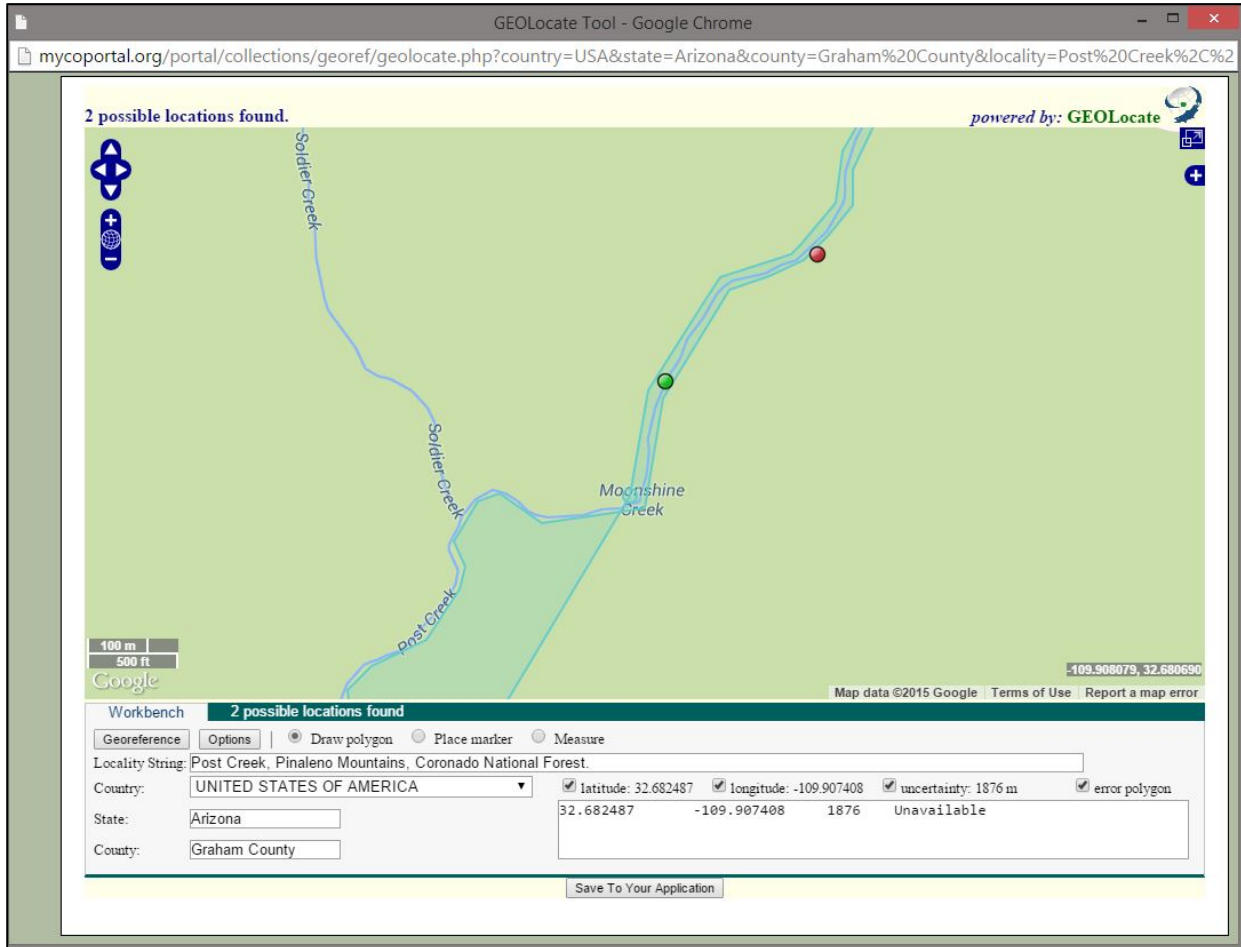 GEOLocate Tool - Google Chrome
mycoportal.org/portal/collections/georef/geolocate.php?country=USA&state=Arizona&county=Graham%20County&locality=Post%20Creek%2C%2
2 possible locations found.
powered by: GEOLocate
Soldier Creek
Soldier Creek
Moonshine
Creek
Post Creek
100 m
500 ft
Google
-109.908079, 32.680690
Map data ©2015 Google Terms of Use Report a map error
Workbench 2 possible locations found
Georeference Options | Draw polygon Place marker Measure
Locality String: Post Creek, Pinaleno Mountains, Coronado National Forest.
Country: UNITED STATES OF AMERICA latitude: 32.682487 longitude: -109.907408 uncertainty: 1876 m error polygon
32.682487 -109.907408 1876 Unavailable
State: Arizona
County: Graham County
Save To Your Application